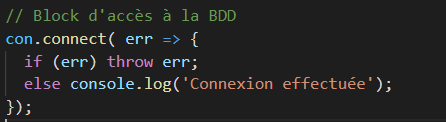 // Block d'accès à la BDD
con.connect( err => {
  if (err) throw err;
  else console.log('Connexion effectuée');
});